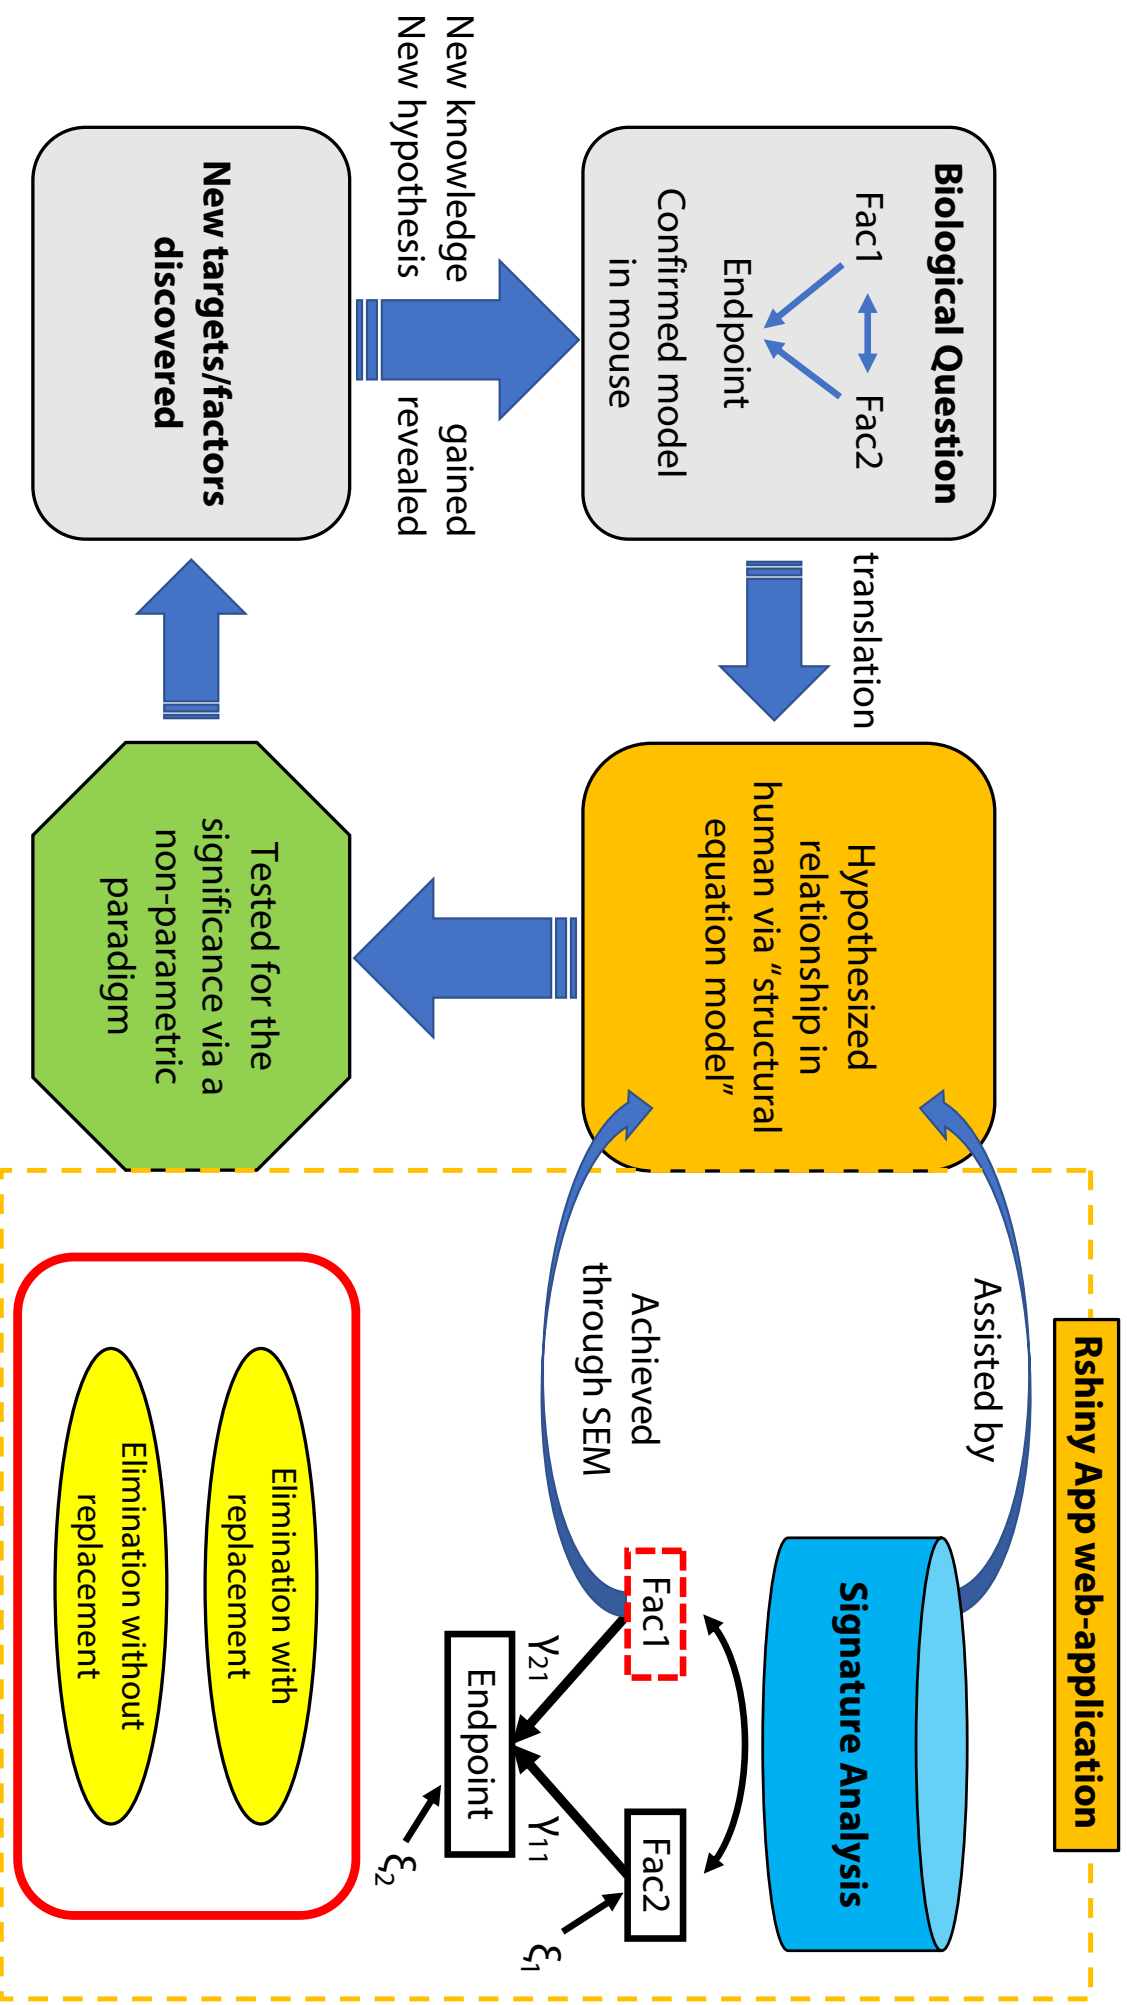 Rshiny App web-application
Biological Question
Fac1
Fac2
Endpoint
Confirmed model
in mouse
translation
Hypothesized
relationship in
human via “structural
equation model”
Assisted by
Signature Analysis
Achieved
through SEM
Fac1
Fac2
γ21
γ11
Endpoint
ξ1
ξ2
New knowledge gained
New hypothesis revealed
New targets/factors
discovered
Tested for the
significance via a
non-parametric
paradigm
Elimination with
replacement
Elimination without
replacement